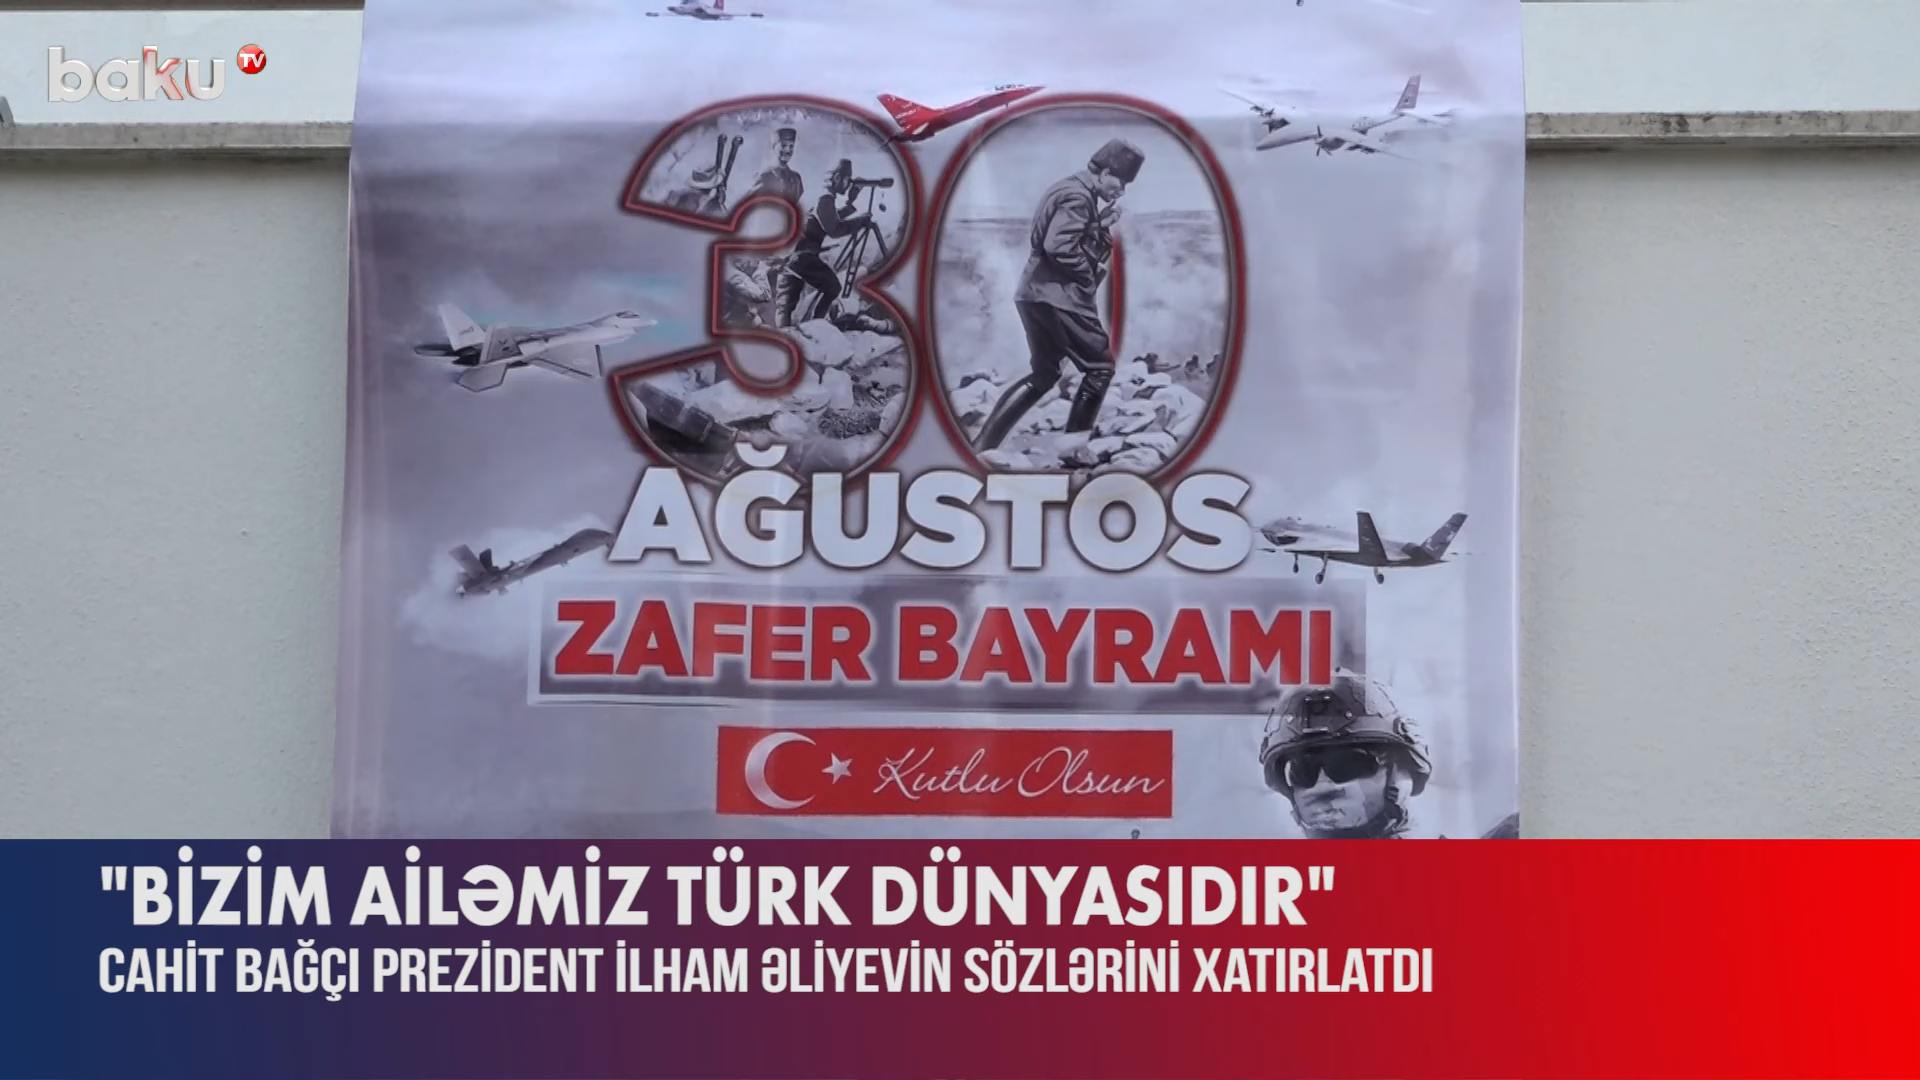 baku TV
30
AĞUSTOS
ZAFER BAYRAMI
Kutlu Olsun
"BİZİM AİLƏMİZ TÜRK DÜNYASIDIR"
CAHİT BAĞÇI PREZİDENT İLHAM ƏLİYEVİN SÖZLƏRİNİ XATIRLATDI